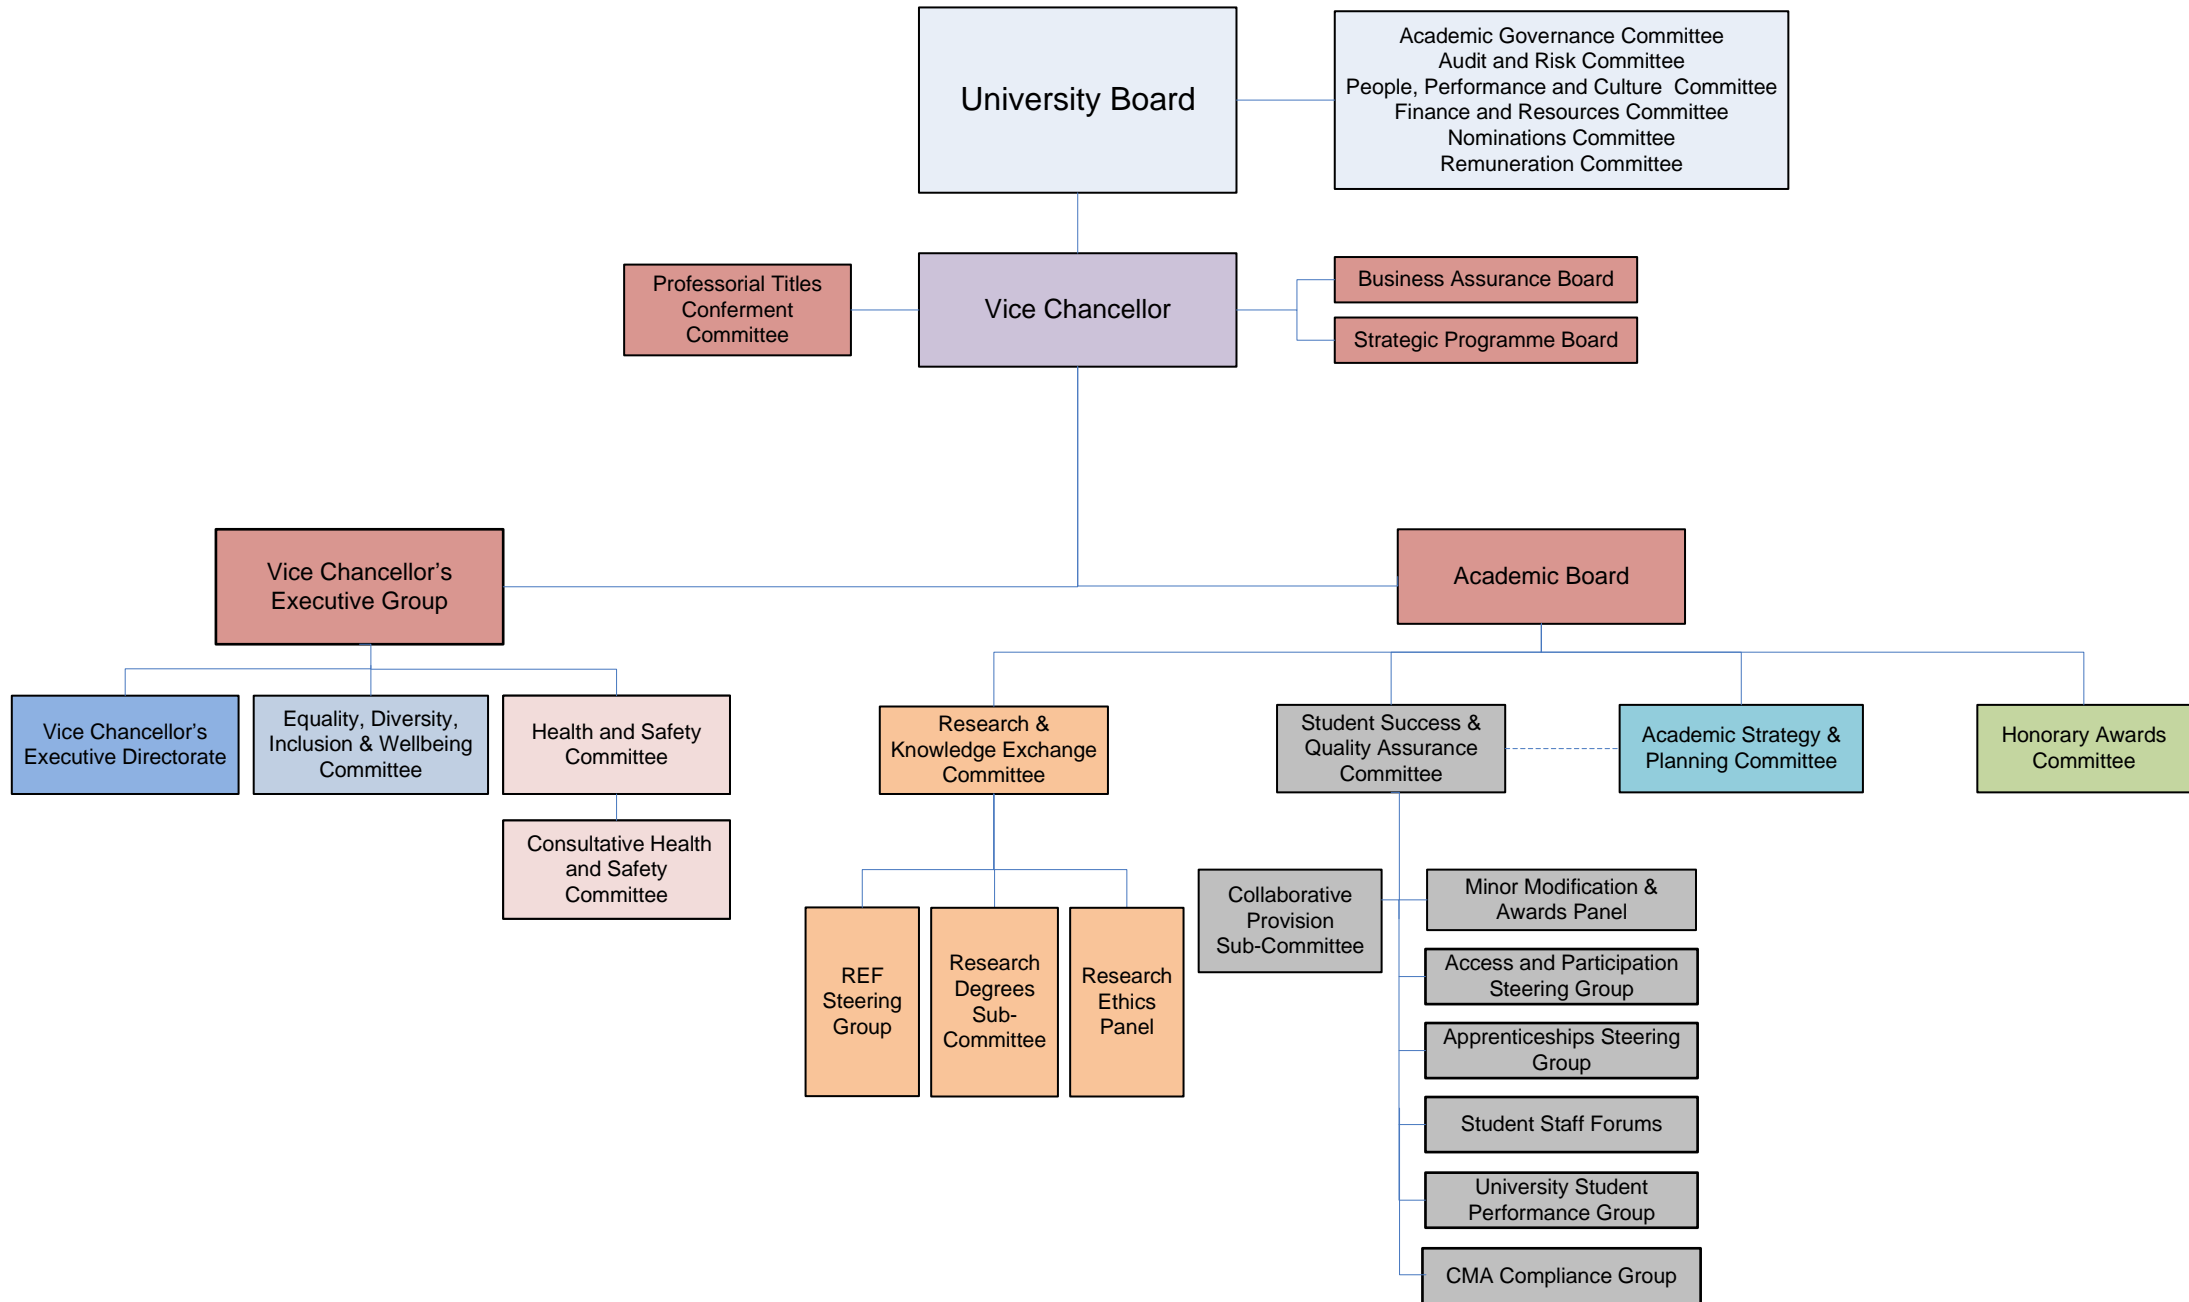 University Board
Academic Governance Committee
Audit and Risk Committee
People, Performance and Culture  Committee
Finance and Resources Committee
Nominations Committee
Remuneration Committee
Professorial Titles
Conferment
Committee
Vice Chancellor
Business Assurance Board
Strategic Programme Board
Vice Chancellor’s
Executive Group
Academic Board
Vice Chancellor’s
Executive Directorate
Equality, Diversity,
Inclusion & Wellbeing
Committee
Health and Safety
Committee
Consultative Health
and Safety
Committee
Research &
Knowledge Exchange
Committee
Student Success &
Quality Assurance
Committee
Academic Strategy &
Planning Committee
Honorary Awards
Committee
REF
Steering
Group
Research
Degrees
Sub-
Committee
Research
Ethics
Panel
Collaborative
Provision
Sub-Committee
Minor Modification &
Awards Panel
Access and Participation
Steering Group
Apprenticeships Steering
Group
Student Staff Forums
University Student
Performance Group
CMA Compliance Group